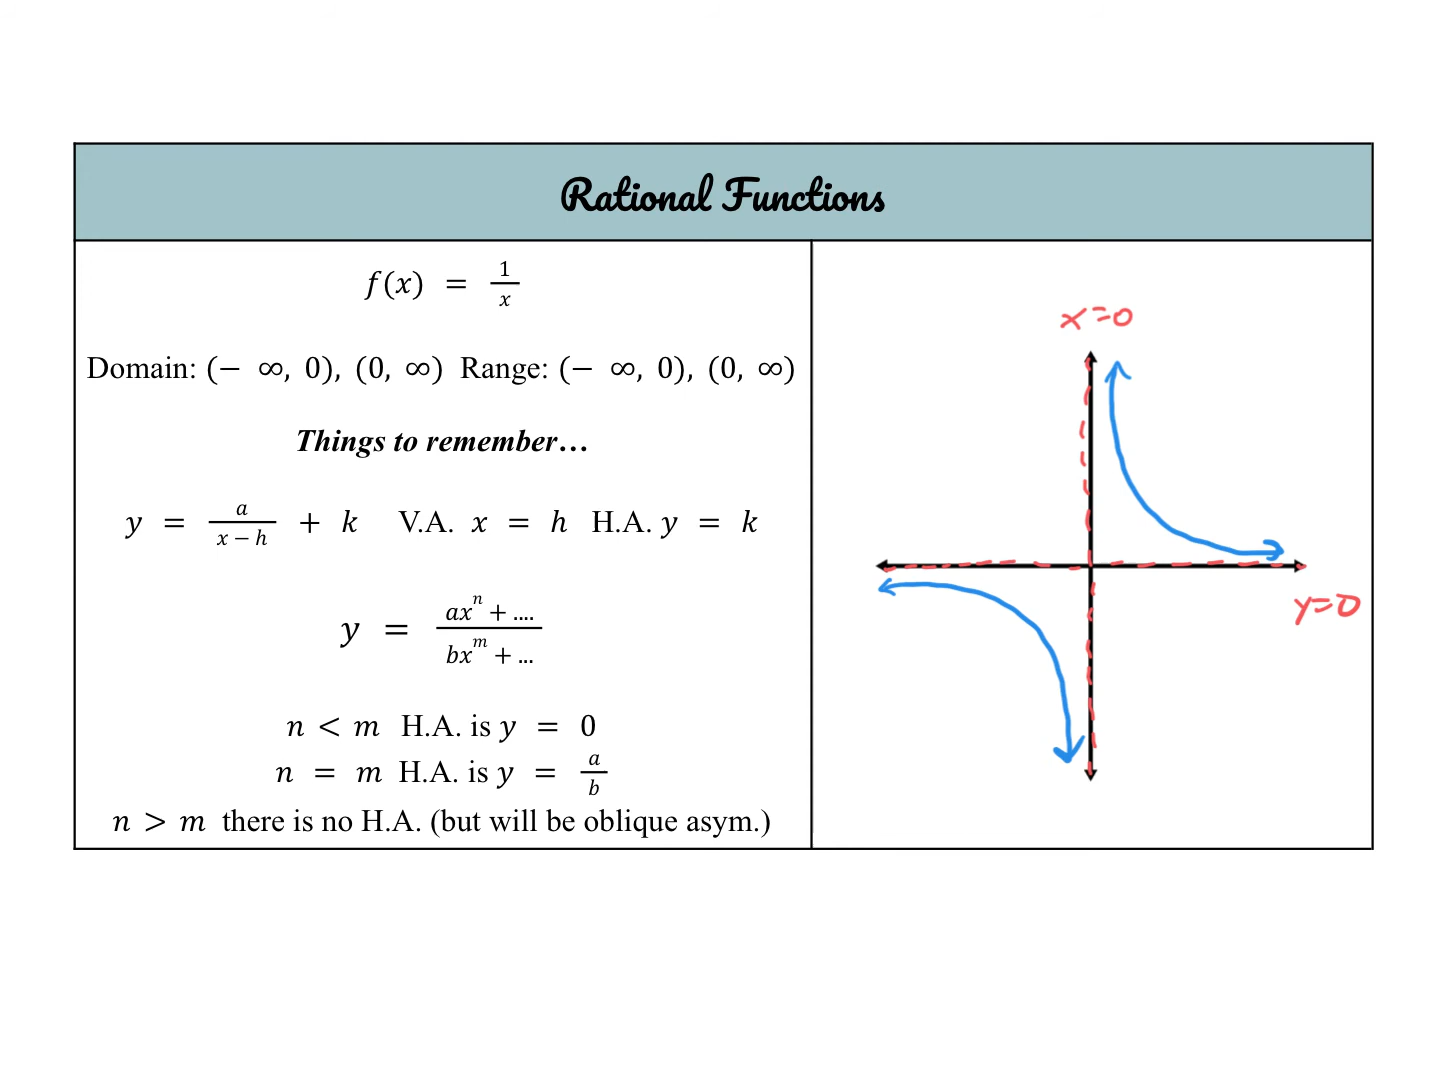 Rational Functions
f(x) = 1/x
Domain: (− ∞, 0), (0, ∞) Range: (− ∞, 0), (0, ∞)
Things to remember…
y = a/(x − h) + k V.A. x = h H.A. y = k
y = (ax^n + ....)/(bx^m + ...)
n < m H.A. is y = 0
n = m H.A. is y = a/b
n > m there is no H.A. (but will be oblique asym.)
x=0
y=0